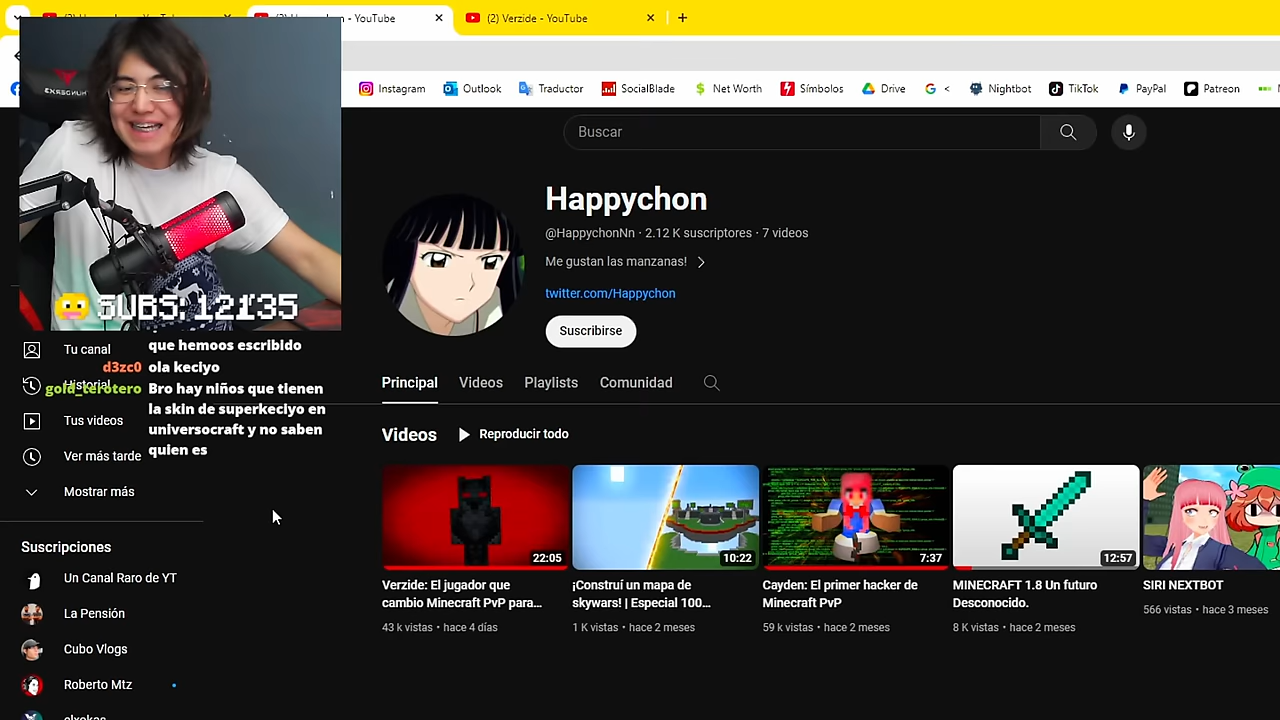 (2) Verzide - YouTube
- YouTube
Instagram
Outlook
Traductor
SocialBlade
Net Worth
Símbolos
Drive
<
Nightbot
TikTok
PayPal
Patreon
Buscar
Happychon
@HappychonNn · 2.12 K suscriptores · 7 videos
Me gustan las manzanas!
twitter.com/Happychon
Suscribirse
SUBS: 12135
Tu canal
Historial
Tus videos
Ver más tarde
Mostrar más
que hemoos escribido
d3zc0 ola keciyo
gold_terotero Bro hay niños que tienen
la skin de superkeciyo en
universocraft y no saben
quien es
Principal Videos Playlists Comunidad
Videos Reproducir todo
22:05
Verzide: El jugador que
cambio Minecraft PvP para...
43 k vistas • hace 4 días
10:22
¡Construí un mapa de
skywars! | Especial 100...
1 K vistas • hace 2 meses
7:37
Cayden: El primer hacker de
Minecraft PvP
59 k vistas • hace 2 meses
12:57
MINECRAFT 1.8 Un futuro
Desconocido.
8 K vistas • hace 2 meses
SIRI NEXTBOT
566 vistas • hace 3 meses
Suscripciones
Un Canal Raro de YT
La Pensión
Cubo Vlogs
Roberto Mtz